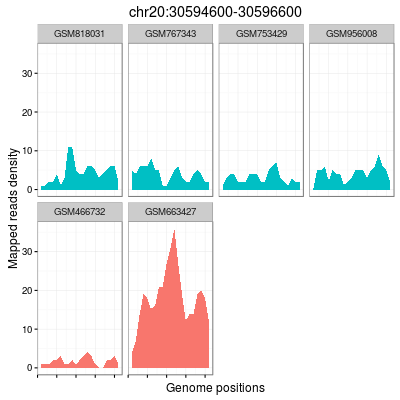 chr20:30594600-30596600
GSM818031 GSM767343 GSM753429 GSM956008
30
20
10
0
GSM466732 GSM663427
30
20
10
0
Mapped reads density
Genome positions